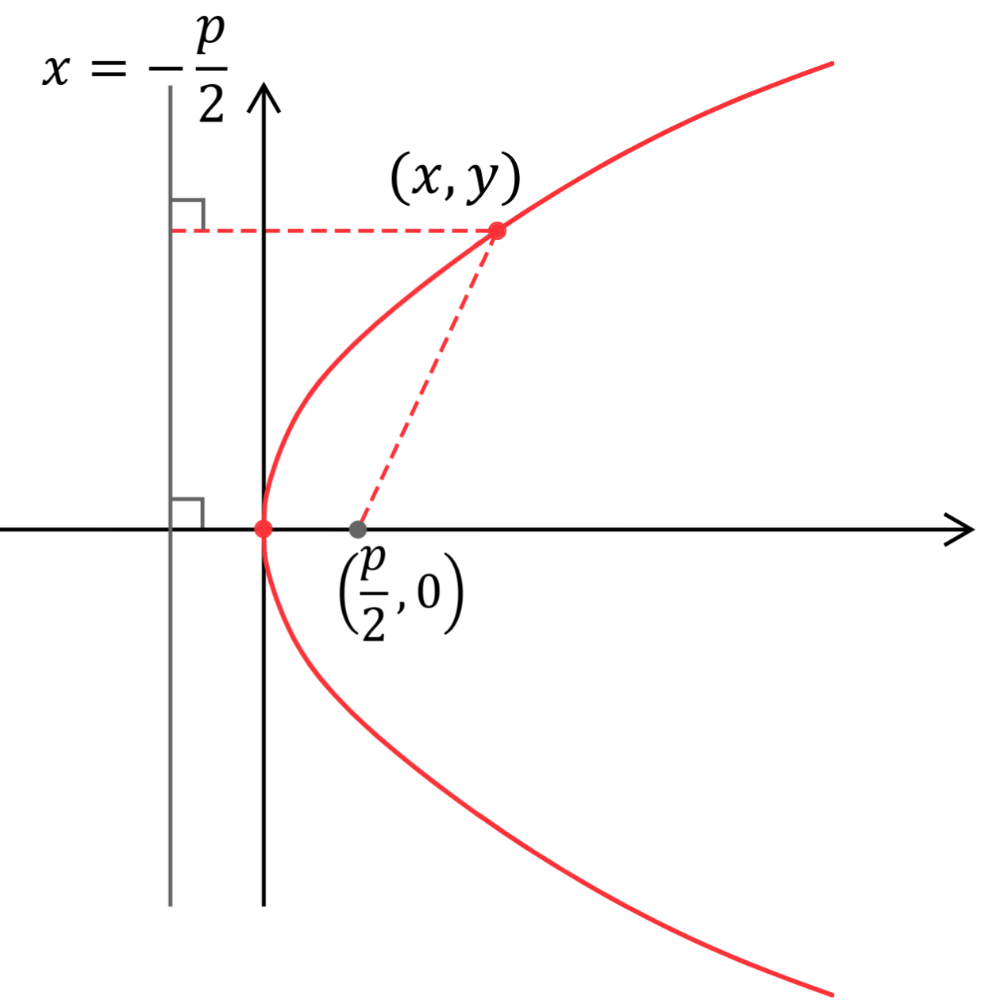 x = −p/2
(x, y)
(p/2, 0)